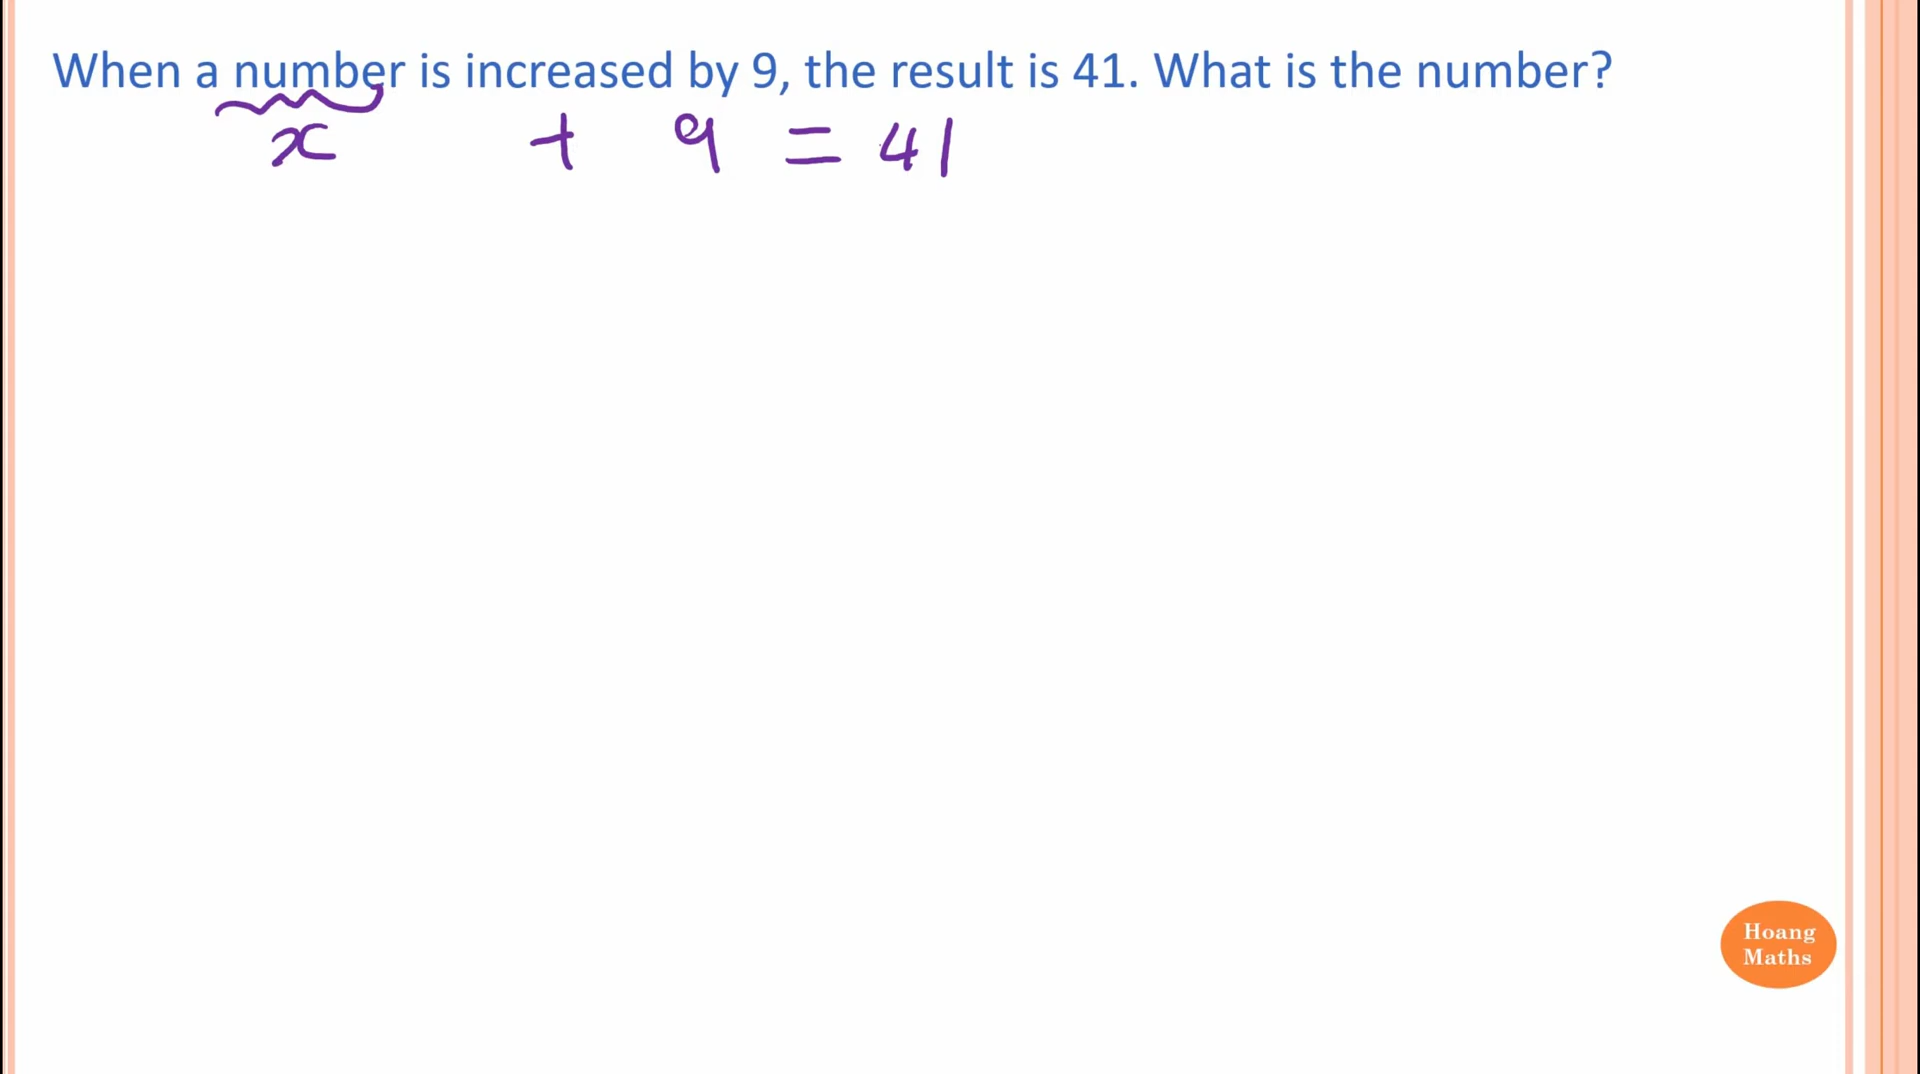 When a number is increased by 9, the result is 41. What is the number?
x + 9 = 41
Hoang
Maths